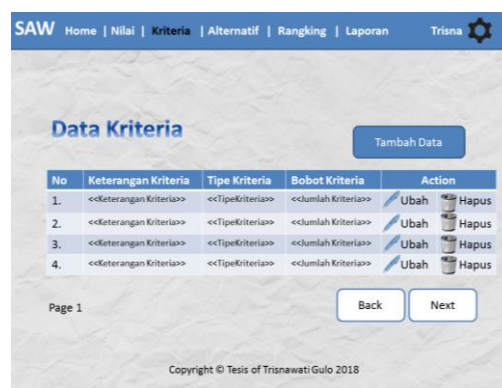 SAW Home | Nilai | Kriteria | Alternatif | Rangking | Laporan Trisna
Data Kriteria
Tambah Data
No Keterangan Kriteria Tipe Kriteria Bobot Kriteria Action
1. <<Keterangan Kriteria>> <<TipeKriteria>> <<Jumlah Kriteria>> Ubah Hapus
2. <<Keterangan Kriteria>> <<TipeKriteria>> <<Jumlah Kriteria>> Ubah Hapus
3. <<Keterangan Kriteria>> <<TipeKriteria>> <<Jumlah Kriteria>> Ubah Hapus
4. <<Keterangan Kriteria>> <<TipeKriteria>> <<Jumlah Kriteria>> Ubah Hapus
Page 1 Back Next
Copyright © Tesis of Trisnawati Gulo 2018